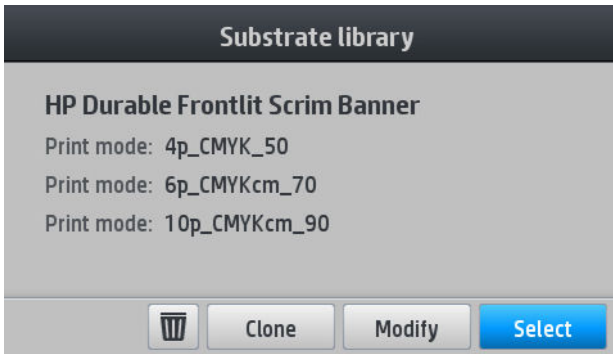 Substrate library
HP Durable Frontlit Scrim Banner
Print mode: 4p_CMYK_50
Print mode: 6p_CMYKcm_70
Print mode: 10p_CMYKcm_90
Clone Modify Select